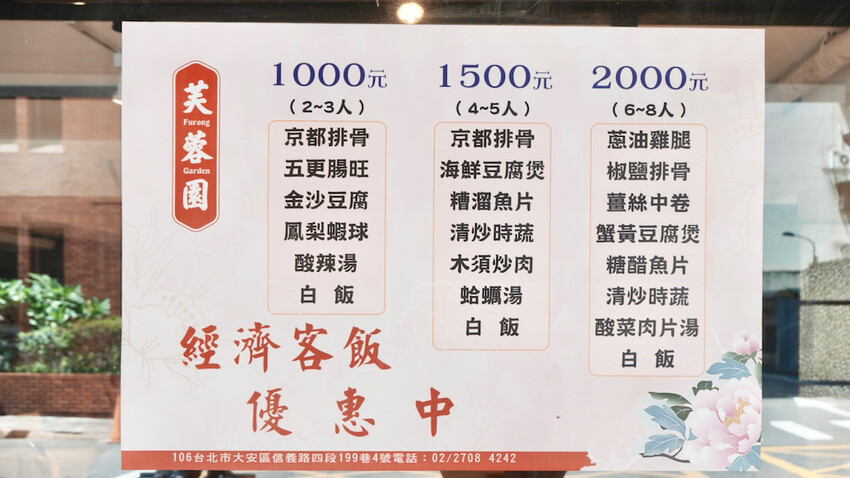 芙蓉園
Furong
Garden
1000元
(2~3人)
京都排骨
五更腸旺
金沙豆腐
鳳梨蝦球
酸辣湯
白飯
1500元
(4~5人)
京都排骨
海鮮豆腐煲
糟溜魚片
清炒時蔬
木須炒肉
蛤蠣湯
白飯
2000元
(6~8人)
蔥油雞腿
椒鹽排骨
薑絲中卷
蟹黃豆腐煲
糖醋魚片
清炒時蔬
酸菜肉片湯
白飯
經濟客飯
優惠中
106台北市大安區信義路四段199巷4號電話：02/2708 4242